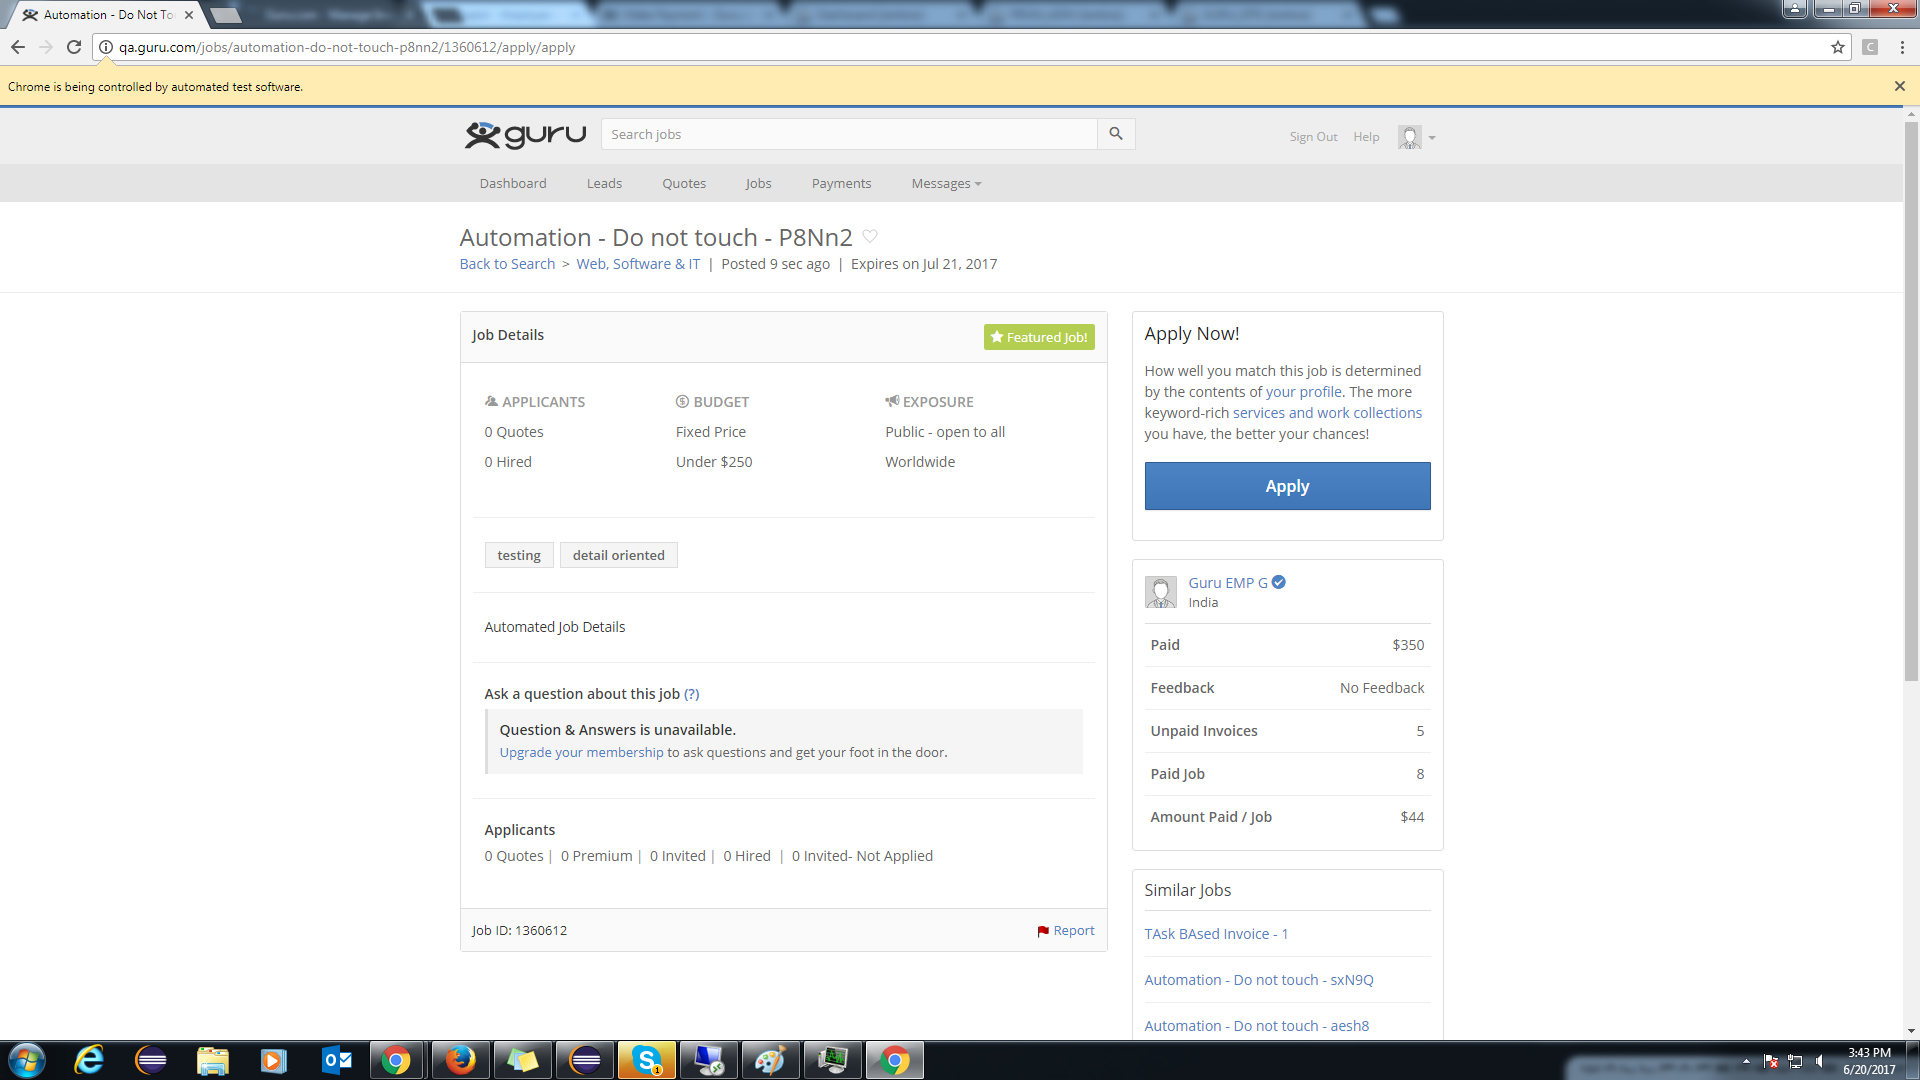 Automation - Do Not To
qa.guru.com/jobs/automation-do-not-touch-p8nn2/1360612/apply/apply
C
Chrome is being controlled by automated test software.
guru
Search jobs
Sign Out Help
Dashboard Leads Quotes Jobs Payments Messages
Automation - Do not touch - P8Nn2
Back to Search > Web, Software & IT | Posted 9 sec ago | Expires on Jul 21, 2017
Job Details
Featured Job!
APPLICANTS BUDGET EXPOSURE
0 Quotes Fixed Price Public - open to all
0 Hired Under $250 Worldwide
testing detail oriented
Automated Job Details
Ask a question about this job (?)
Question & Answers is unavailable.
Upgrade your membership to ask questions and get your foot in the door.
Applicants
0 Quotes | 0 Premium | 0 Invited | 0 Hired | 0 Invited- Not Applied
Job ID: 1360612
Report
Apply Now!
How well you match this job is determined
by the contents of your profile. The more
keyword-rich services and work collections
you have, the better your chances!
Apply
Guru EMP G
India
Paid $350
Feedback No Feedback
Unpaid Invoices 5
Paid Job 8
Amount Paid / Job $44
Similar Jobs
TAsk BAsed Invoice - 1
Automation - Do not touch - sxN9Q
Automation - Do not touch - aesh8
3:43 PM
6/20/2017